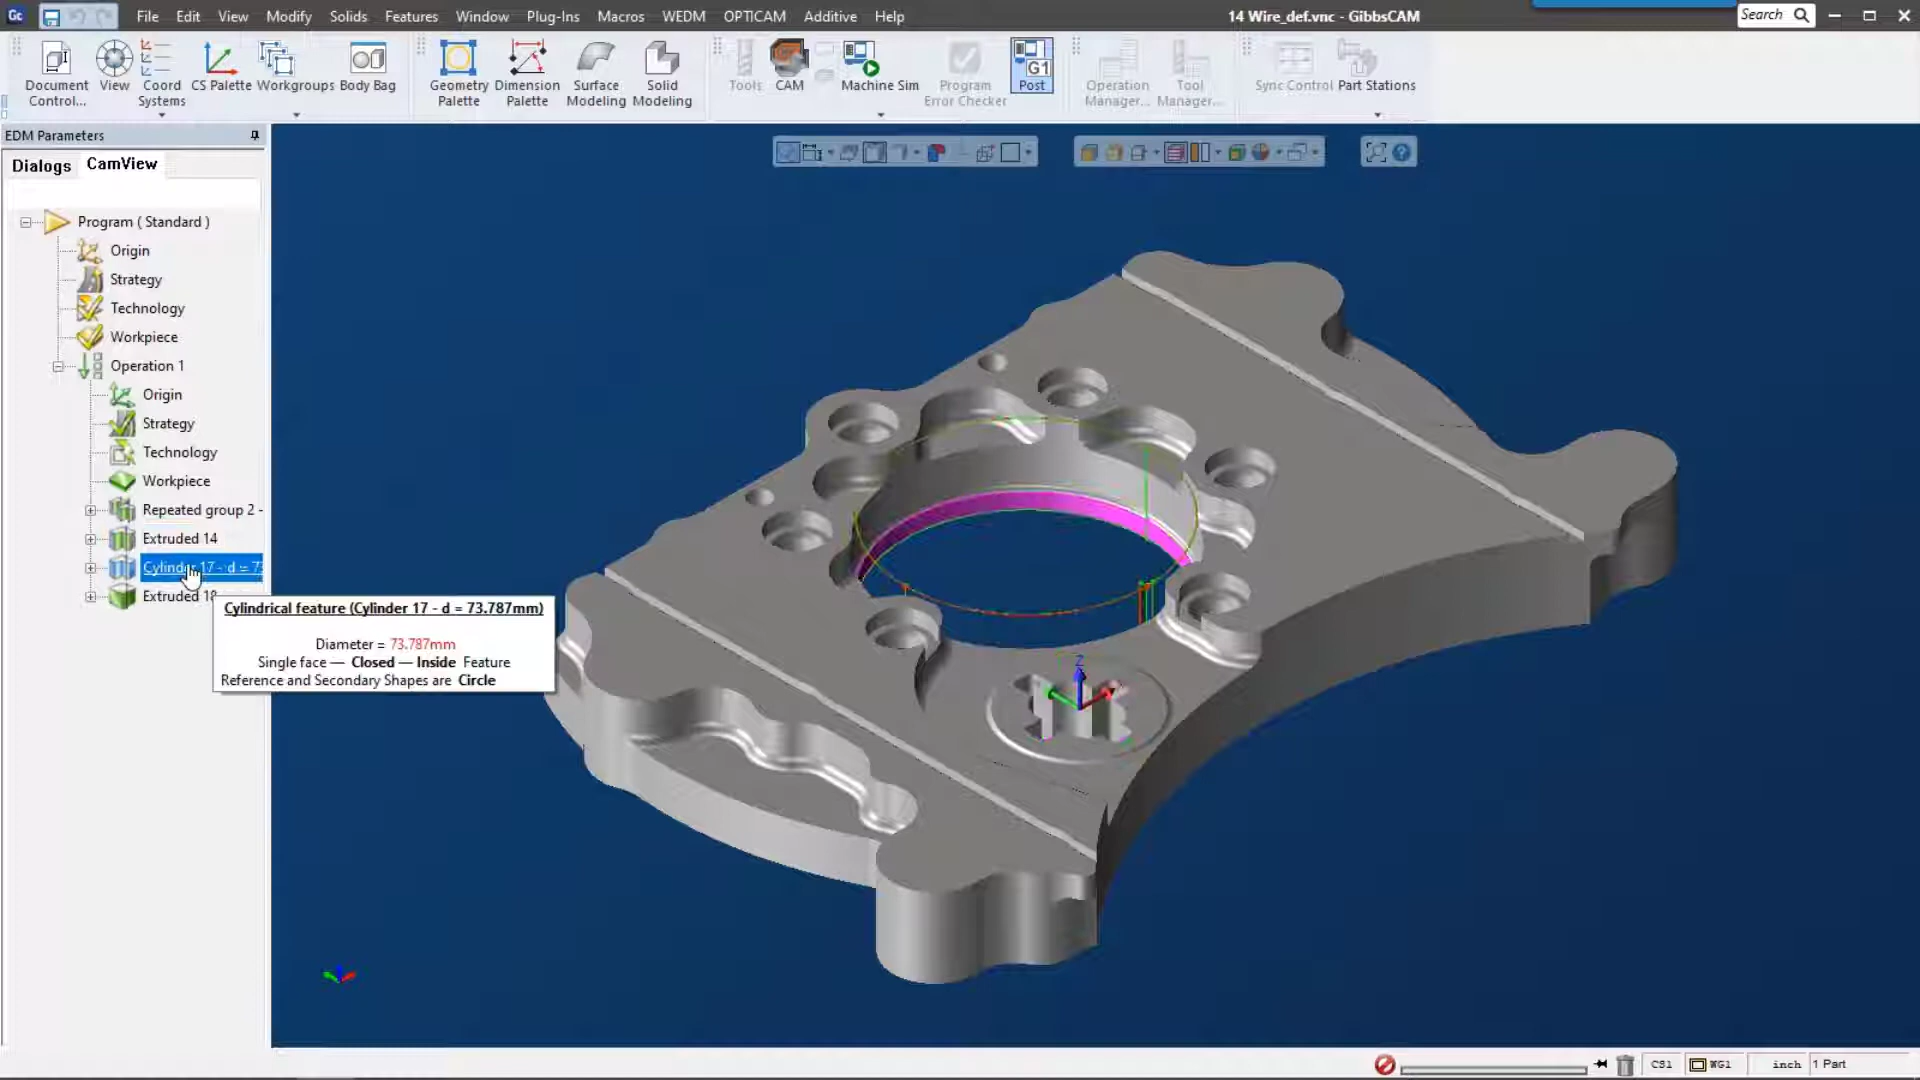 Gc File Edit View Modify Solids Features Window Plug-Ins Macros WEDM OPTICAM Additive Help 14 Wire_def.vnc - GibbsCAM Search
Document Control...
View
Coord Systems
CS Palette
Workgroups
Body Bag
Geometry Palette
Dimension Palette
Surface Modeling
Solid Modeling
Tools
CAM
Machine Sim
Program Error Checker
G1
Post
Operation Manager...
Tool Manager...
Sync Control
Part Stations
EDM Parameters
Dialogs CamView
Program ( Standard )
Origin
Strategy
Technology
Workpiece
Operation 1
Origin
Strategy
Technology
Workpiece
Repeated group 2 -
Extruded 14
Cylinder 17 - d = 73
Extruded 18
Cylindrical feature (Cylinder 17 - d = 73.787mm)
Diameter = 73.787mm
Single face — Closed — Inside Feature
Reference and Secondary Shapes are Circle
Z
CS1 WG1 inch 1 Part